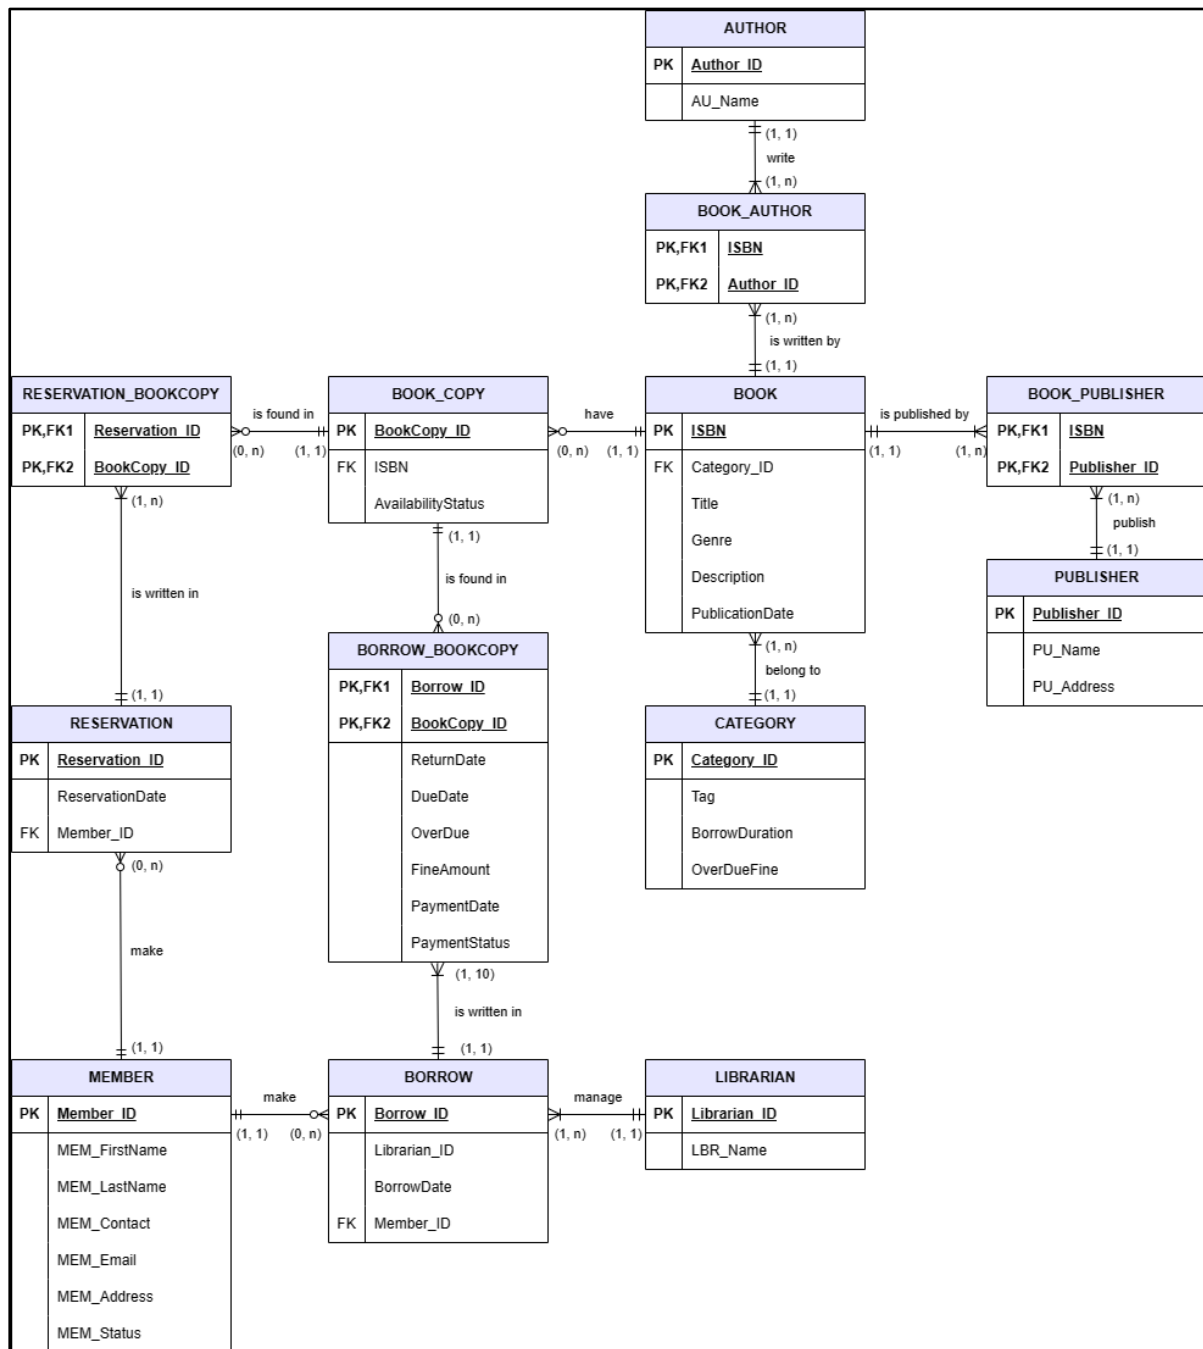 AUTHOR
PK Author_ID
AU_Name
(1, 1)
write
(1, n)
BOOK_AUTHOR
PK,FK1 ISBN
PK,FK2 Author_ID
(1, n)
is written by
(1, 1)
RESERVATION_BOOKCOPY
PK,FK1 Reservation_ID
PK,FK2 BookCopy_ID
is found in
(0, n) (1, 1)
BOOK_COPY
PK BookCopy_ID
FK ISBN
AvailabilityStatus
have
(0, n) (1, 1)
BOOK
PK ISBN
FK Category_ID
Title
Genre
Description
PublicationDate
is published by
(1, 1) (1, n)
BOOK_PUBLISHER
PK,FK1 ISBN
PK,FK2 Publisher_ID
(1, n)
publish
(1, 1)
PUBLISHER
PK Publisher_ID
PU_Name
PU_Address
(1, n)
is written in
(1, 1)
(1, 1)
is found in
(0, n)
BORROW_BOOKCOPY
PK,FK1 Borrow_ID
PK,FK2 BookCopy_ID
ReturnDate
DueDate
OverDue
FineAmount
PaymentDate
PaymentStatus
(1, n)
belong to
(1, 1)
CATEGORY
PK Category_ID
Tag
BorrowDuration
OverDueFine
RESERVATION
PK Reservation_ID
ReservationDate
FK Member_ID
(0, n)
make
(1, 1)
(1, 10)
is written in
(1, 1)
MEMBER
PK Member_ID
MEM_FirstName
MEM_LastName
MEM_Contact
MEM_Email
MEM_Address
MEM_Status
make
(1, 1) (0, n)
BORROW
PK Borrow_ID
Librarian_ID
BorrowDate
FK Member_ID
manage
(1, n) (1, 1)
LIBRARIAN
PK Librarian_ID
LBR_Name